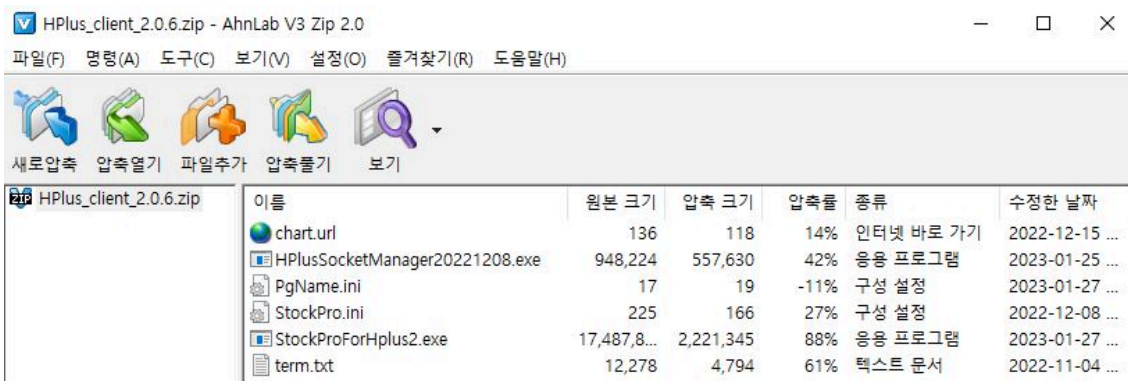 HPlus_client_2.0.6.zip - AhnLab V3 Zip 2.0
파일(F) 명령(A) 도구(C) 보기(V) 설정(O) 즐겨찾기(R) 도움말(H)
새로압축 압축열기 파일추가 압축풀기 보기
ZIP HPlus_client_2.0.6.zip
이름 원본 크기 압축 크기 압축률 종류 수정한 날짜
chart.url 136 118 14% 인터넷 바로 가기 2022-12-15 ...
HPlusSocketManager20221208.exe 948,224 557,630 42% 응용 프로그램 2023-01-25 ...
PgName.ini 17 19 -11% 구성 설정 2023-01-27 ...
StockPro.ini 225 166 27% 구성 설정 2022-12-08 ...
StockProForHplus2.exe 17,487,8... 2,221,345 88% 응용 프로그램 2023-01-27 ...
term.txt 12,278 4,794 61% 텍스트 문서 2022-11-04 ...